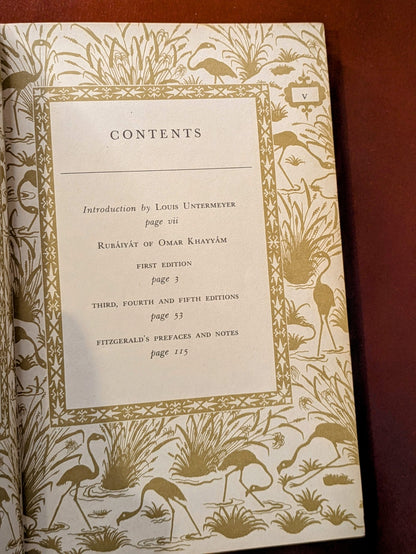 v
CONTENTS
Introduction by LOUIS UNTERMEYER
page vii
RUBÁIYÁT OF OMAR KHAYYÁM
FIRST EDITION
page 3
THIRD, FOURTH AND FIFTH EDITIONS
page 53
FITZGERALD'S PREFACES AND NOTES
page 115